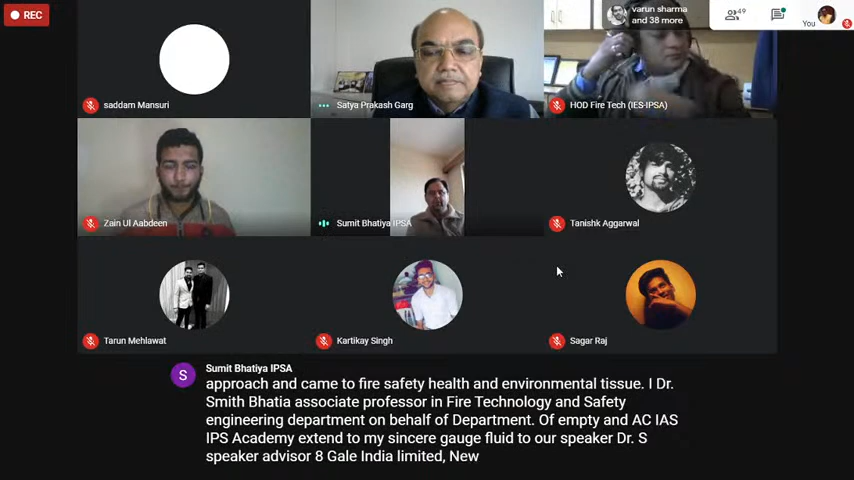 REC
varun sharma
and 38 more
49
You
saddam Mansuri
Satya Prakash Garg
HOD Fire Tech (IES-IPSA)
Zain Ul Aabdeen
Sumit Bhatiya IPSA
Tanishk Aggarwal
Tarun Mehlawat
Kartikay Singh
Sagar Raj
S
Sumit Bhatiya IPSA
approach and came to fire safety health and environmental tissue. I Dr.
Smith Bhatia associate professor in Fire Technology and Safety
engineering department on behalf of Department. Of empty and AC IAS
IPS Academy extend to my sincere gauge fluid to our speaker Dr. S
speaker advisor 8 Gale India limited, New